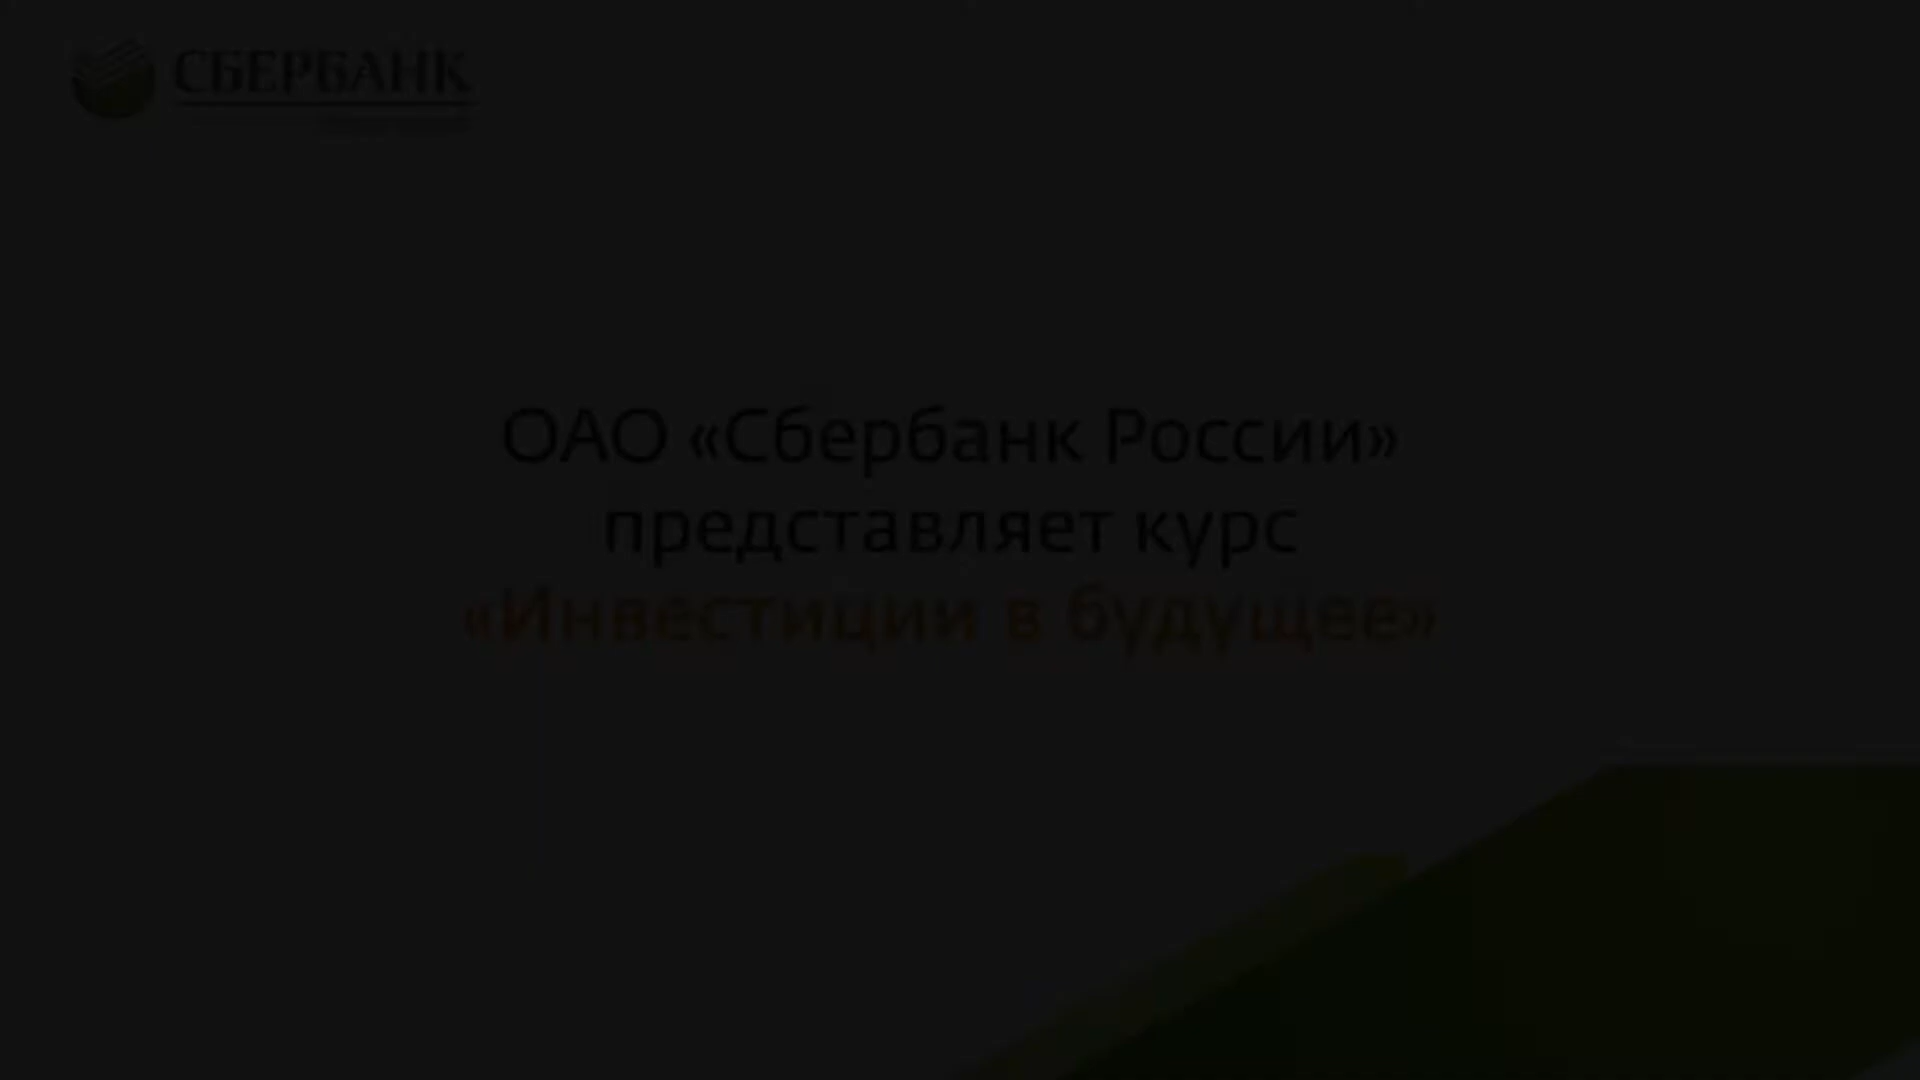 СБЕРБАНК
ОАО «Сбербанк России»
представляет курс
«Инвестиции в будущее»